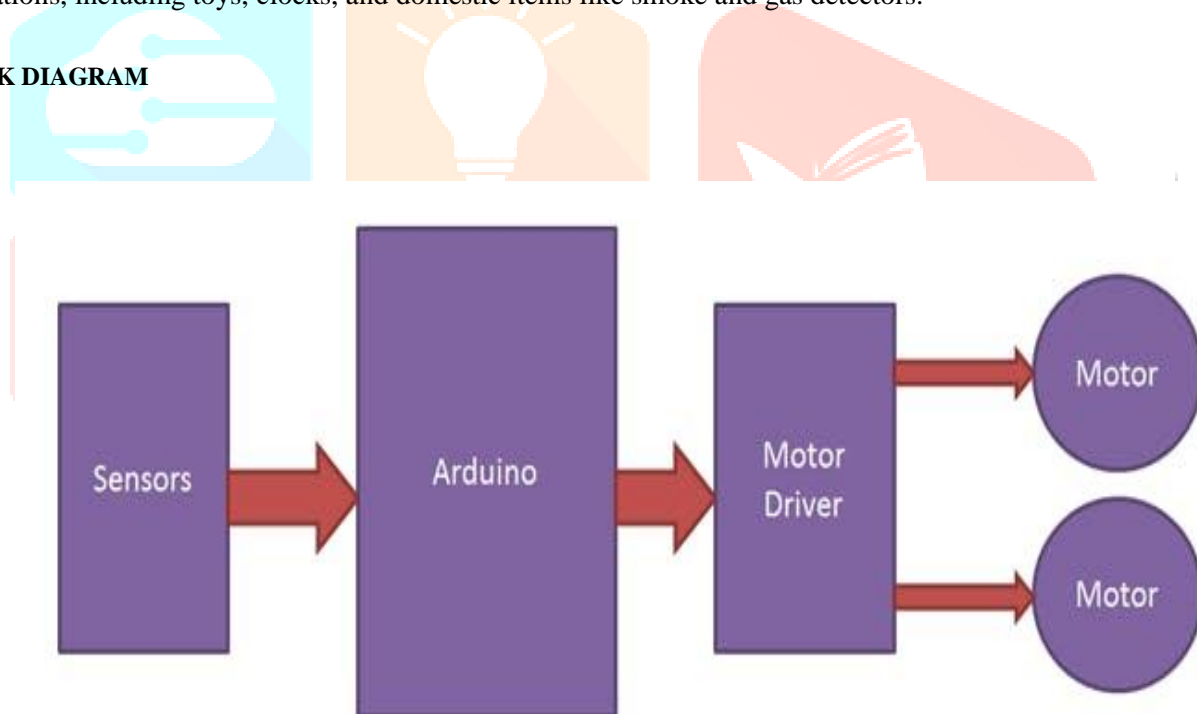 ations, including toys, clocks, and domestic items like smoke and gas detectors.
K DIAGRAM
Sensors
Arduino
Motor
Driver
Motor
Motor